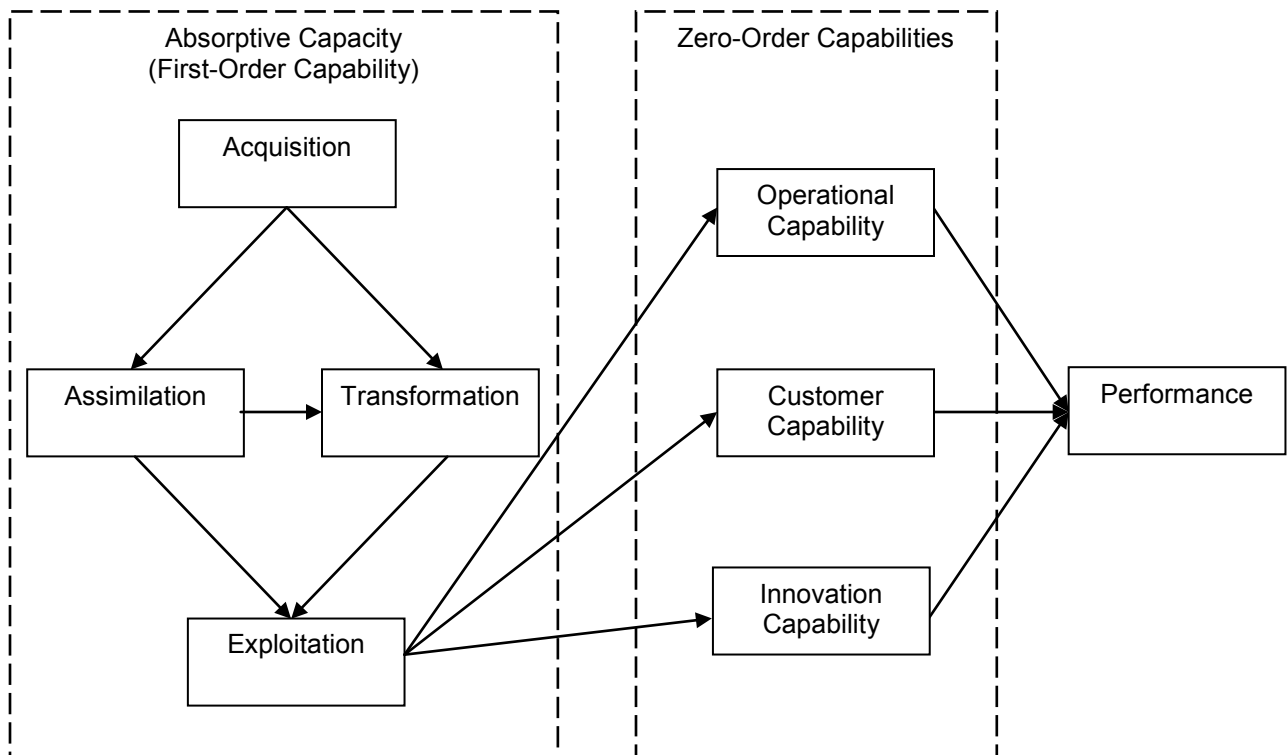 Absorptive Capacity
(First-Order Capability)
Zero-Order Capabilities
Acquisition
Operational
Capability
Assimilation
Transformation
Customer
Capability
Performance
Innovation
Capability
Exploitation